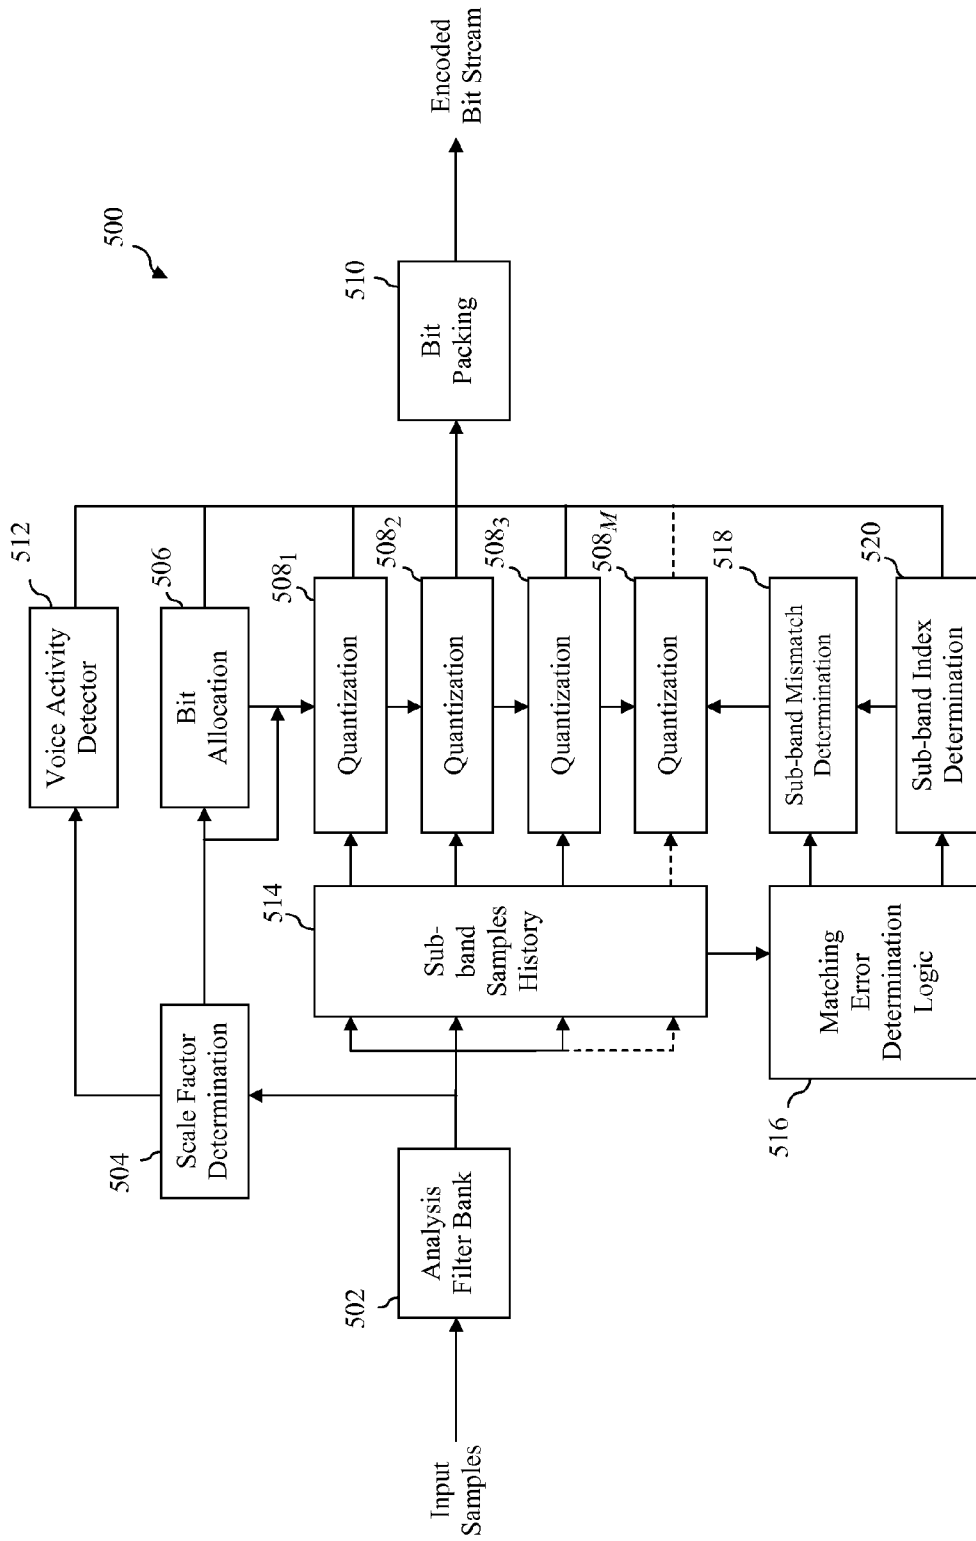 500
512
Voice Activity
Detector
506
Bit
Allocation
504
Scale Factor
Determination
508₁
Quantization
508₂
Quantization
508₃
Quantization
508M
Quantization
514
Sub-
band
Samples
History
518
Sub-band Mismatch
Determination
520
Sub-band Index
Determination
516
Matching
Error
Determination
Logic
502
Analysis
Filter Bank
Input
Samples
510
Bit
Packing
Encoded
Bit Stream